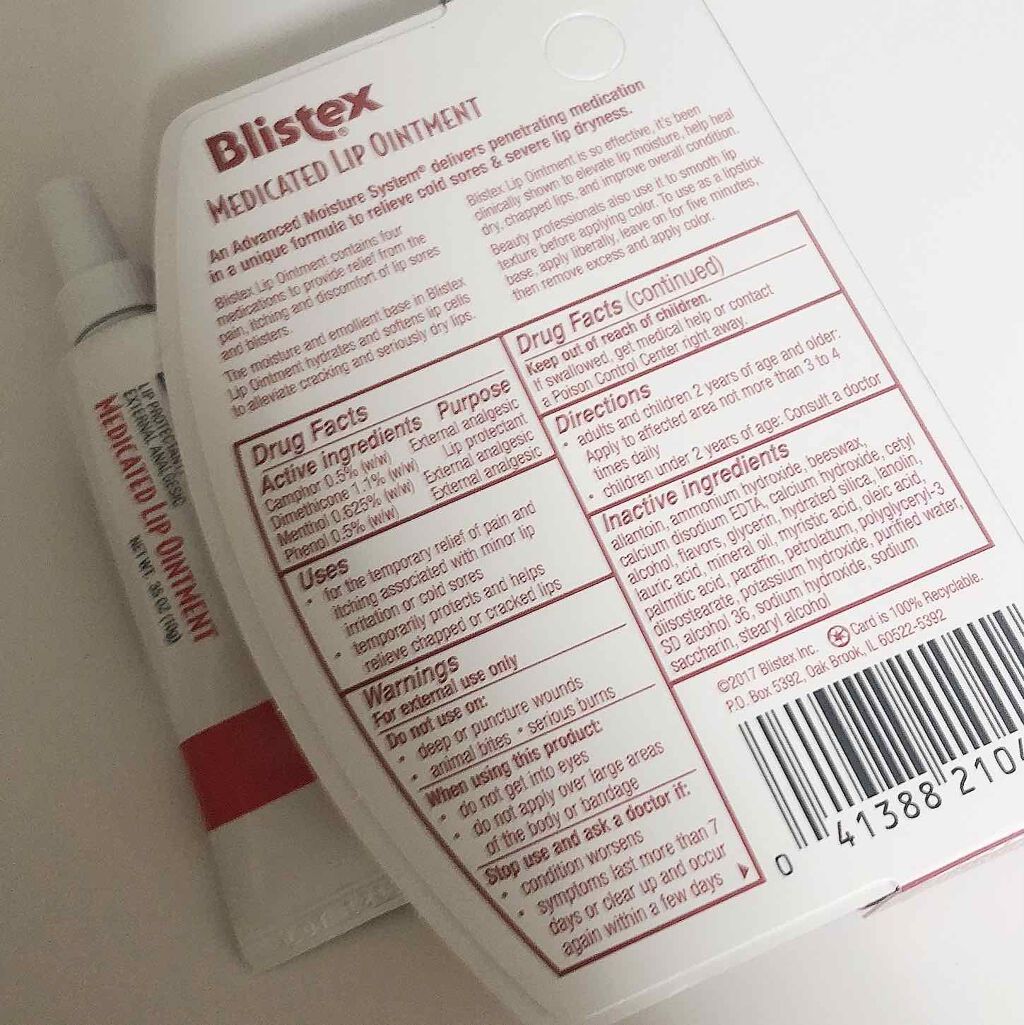 Blistex®
MEDICATED LIP OINTMENT
An Advanced Moisture System® delivers penetrating medication
in a unique formula to relieve cold sores & severe lip dryness.
Blistex Lip Ointment contains four
medications to provide relief from the
pain, itching and discomfort of lip sores
and blisters.
The moisture and emollient base in Blistex
Lip Ointment hydrates and softens lip cells
to alleviate cracking and seriously dry lips.
Blistex Lip Ointment is so effective, it's been
clinically shown to elevate lip moisture, help heal
dry, chapped lips, and improve overall condition.
Beauty professionals also use it to smooth lip
texture before applying color. To use as a lipstick
base, apply liberally, leave on for five minutes,
then remove excess and apply color.
Drug Facts
Active ingredients Purpose
Camphor 0.5% (w/w) External analgesic
Dimethicone 1.1% (w/w) Lip protectant
Menthol 0.625% (w/w) External analgesic
Phenol 0.5% (w/w) External analgesic
Uses
• for the temporary relief of pain and
itching associated with minor lip
irritation or cold sores
• temporarily protects and helps
relieve chapped or cracked lips
Warnings
For external use only
Do not use on:
• deep or puncture wounds
• animal bites • serious burns
When using this product:
• do not get into eyes
• do not apply over large areas
of the body or bandage
Stop use and ask a doctor if:
• condition worsens
• symptoms last more than 7
days or clear up and occur
again within a few days
Drug Facts (continued)
Keep out of reach of children.
If swallowed, get medical help or contact
a Poison Control Center right away.
Directions
• adults and children 2 years of age and older:
Apply to affected area not more than 3 to 4
times daily
• children under 2 years of age: Consult a doctor
Inactive ingredients
allantoin, ammonium hydroxide, beeswax,
calcium disodium EDTA, calcium hydroxide, cetyl
alcohol, flavors, glycerin, hydrated silica, lanolin,
lauric acid, mineral oil, myristic acid, oleic acid,
palmitic acid, paraffin, petrolatum, polyglyceryl-3
diisostearate, potassium hydroxide, purified water,
SD alcohol 36, sodium hydroxide, sodium
saccharin, stearyl alcohol
©2017 Blistex Inc. Card is 100% Recyclable.
P.O. Box 5392, Oak Brook, IL 60522-5392
0 41388 210
LIP PROTECTANT/
EXTERNAL ANALGESIC
MEDICATED LIP OINTMENT
NET WT. .35 OZ (10g)